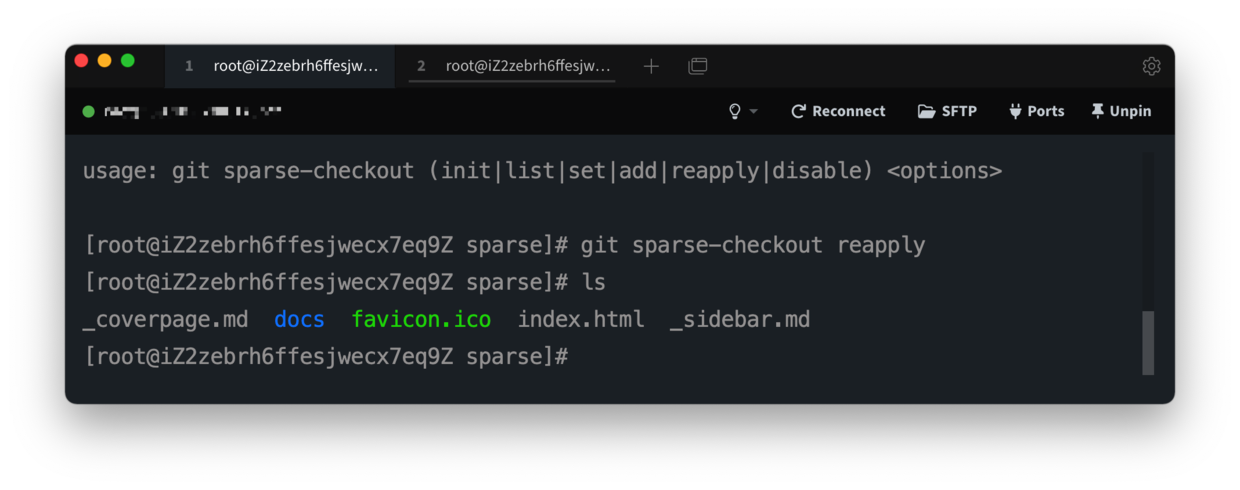 1 root@iZ2zebrh6ffesjw... 2 root@iZ2zebrh6ffesjw...
Reconnect SFTP Ports Unpin
usage: git sparse-checkout (init|list|set|add|reapply|disable) <options>
[root@iZ2zebrh6ffesjwecx7eq9Z sparse]# git sparse-checkout reapply
[root@iZ2zebrh6ffesjwecx7eq9Z sparse]# ls
_coverpage.md docs favicon.ico index.html _sidebar.md
[root@iZ2zebrh6ffesjwecx7eq9Z sparse]#